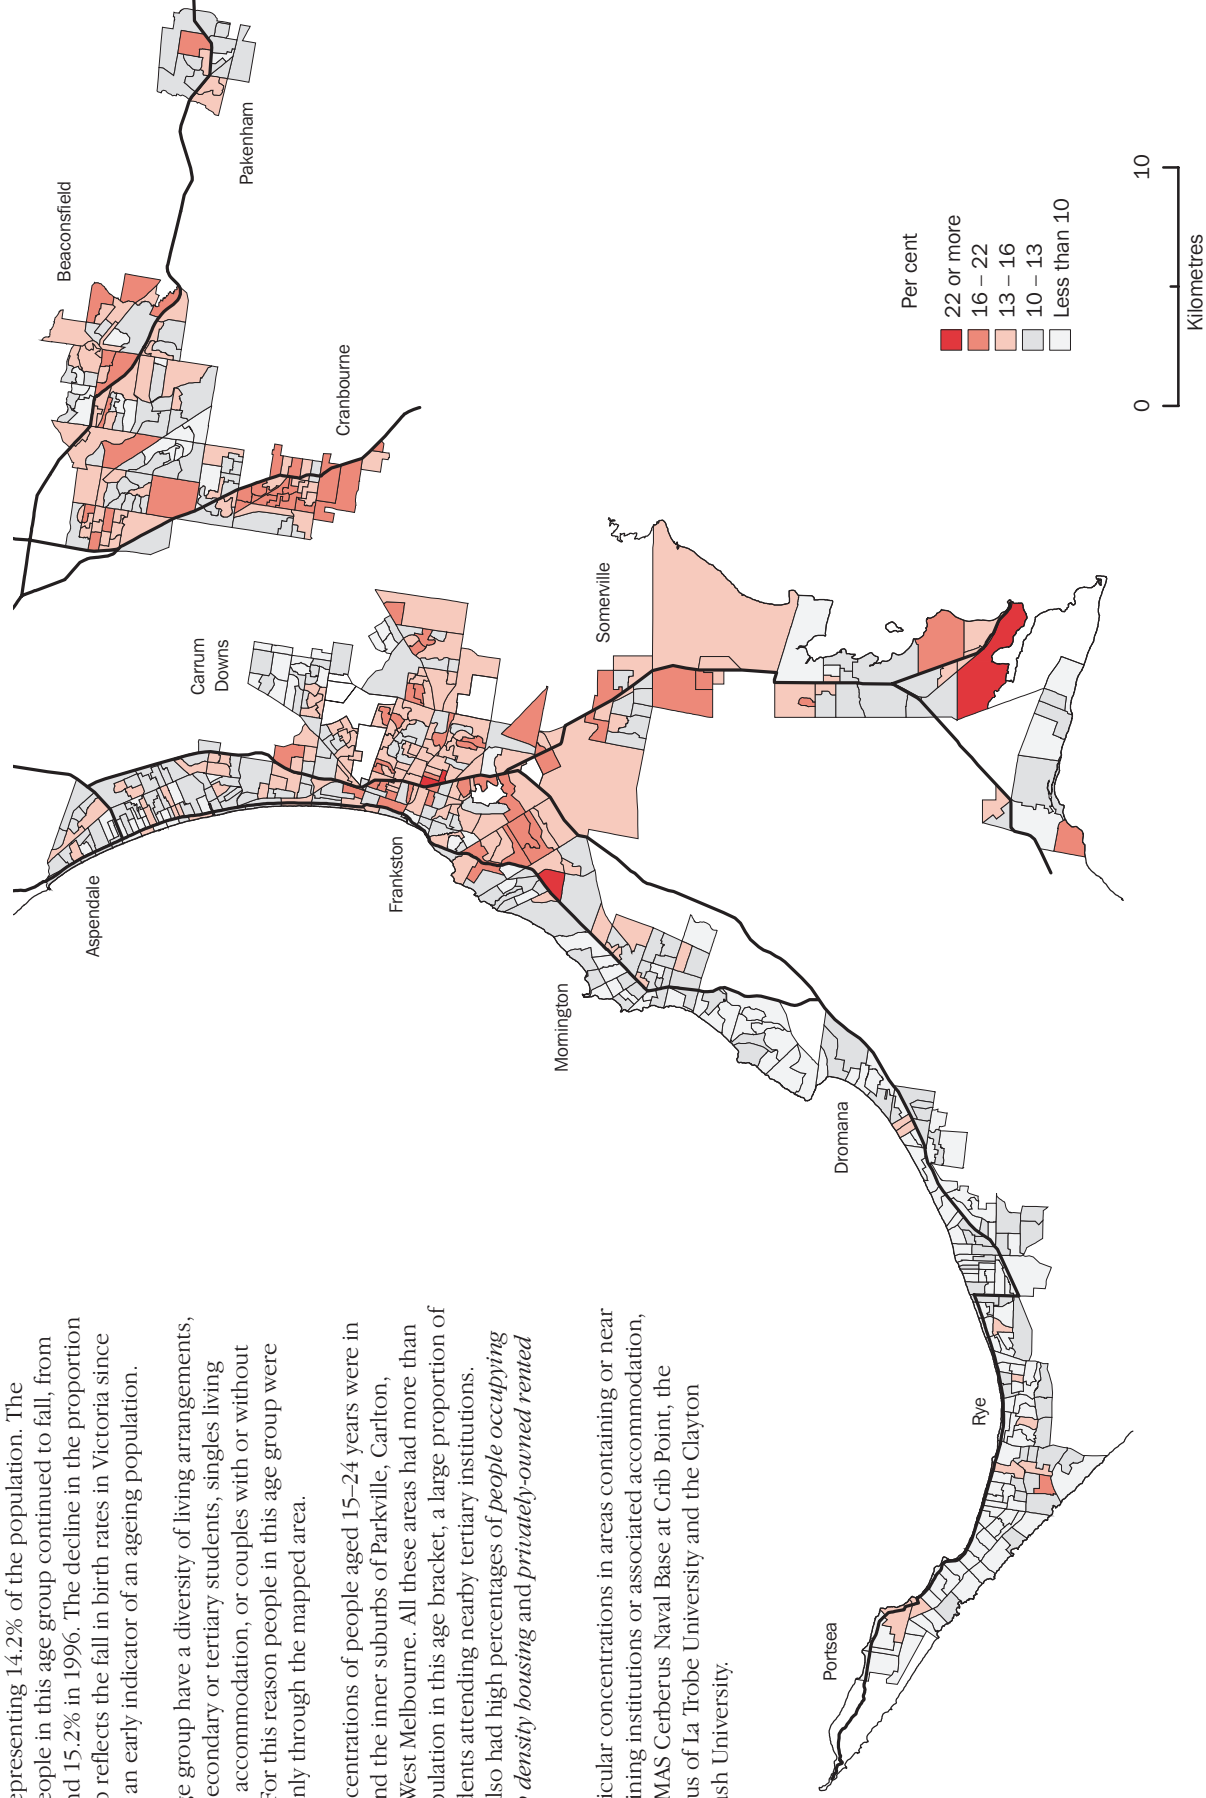 epresenting 14.2% of the population. The
eople in this age group continued to fall, from
nd 15.2% in 1996. The decline in the proportion
o reflects the fall in birth rates in Victoria since
an early indicator of an ageing population.
ge group have a diversity of living arrangements,
econdary or tertiary students, singles living
accommodation, or couples with or without
For this reason people in this age group were
nly through the mapped area.
centrations of people aged 15–24 years were in
nd the inner suburbs of Parkville, Carlton,
West Melbourne. All these areas had more than
pulation in this age bracket, a large proportion of
dents attending nearby tertiary institutions.
lso had high percentages of people occupying
density housing and privately-owned rented
icular concentrations in areas containing or near
ining institutions or associated accommodation,
MAS Cerberus Naval Base at Crib Point, the
us of La Trobe University and the Clayton
sh University.
Portsea
Rye
Dromana
Mornington
Frankston
Aspendale
Carrum
Downs
Somerville
Cranbourne
Beaconsfield
Pakenham
Per cent
22 or more
16 – 22
13 – 16
10 – 13
Less than 10
0
10
Kilometres